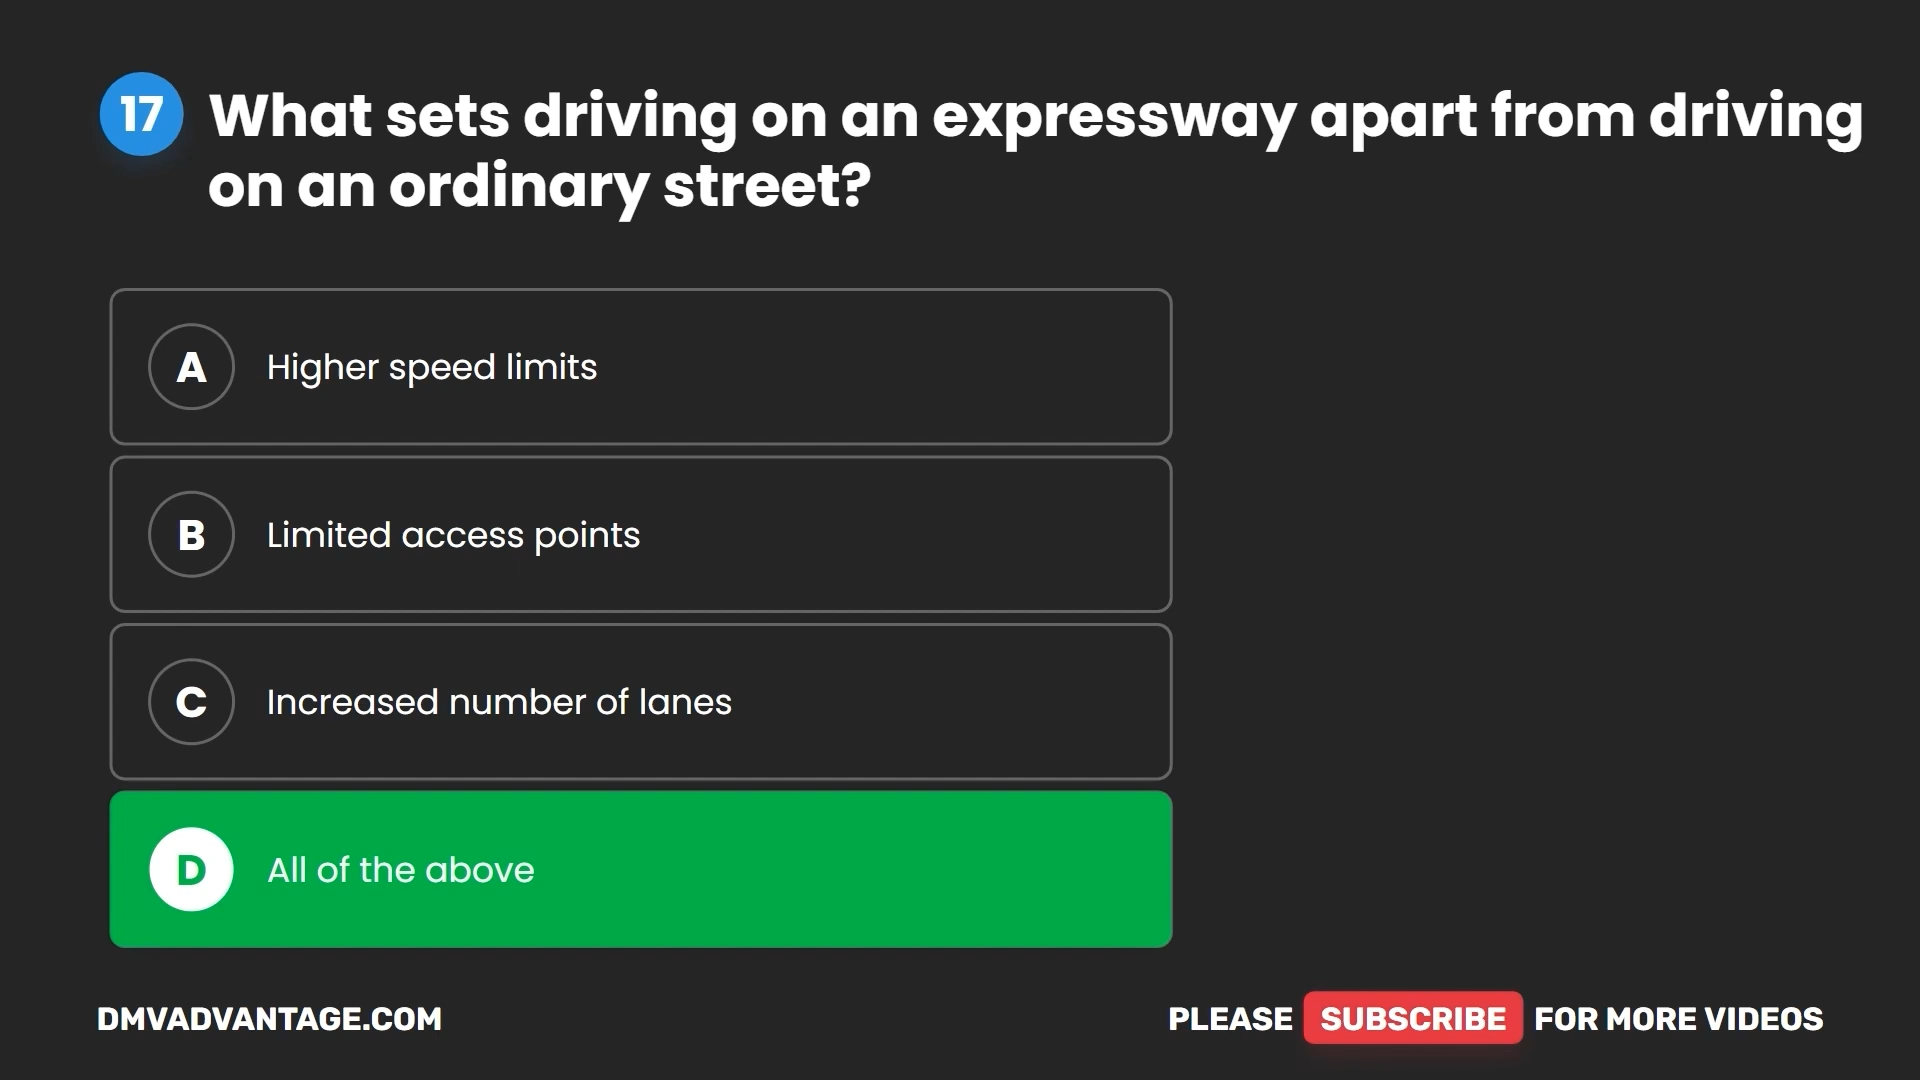 17 What sets driving on an expressway apart from driving
on an ordinary street?
A Higher speed limits
B Limited access points
C Increased number of lanes
D All of the above
DMVADVANTAGE.COM PLEASE SUBSCRIBE FOR MORE VIDEOS